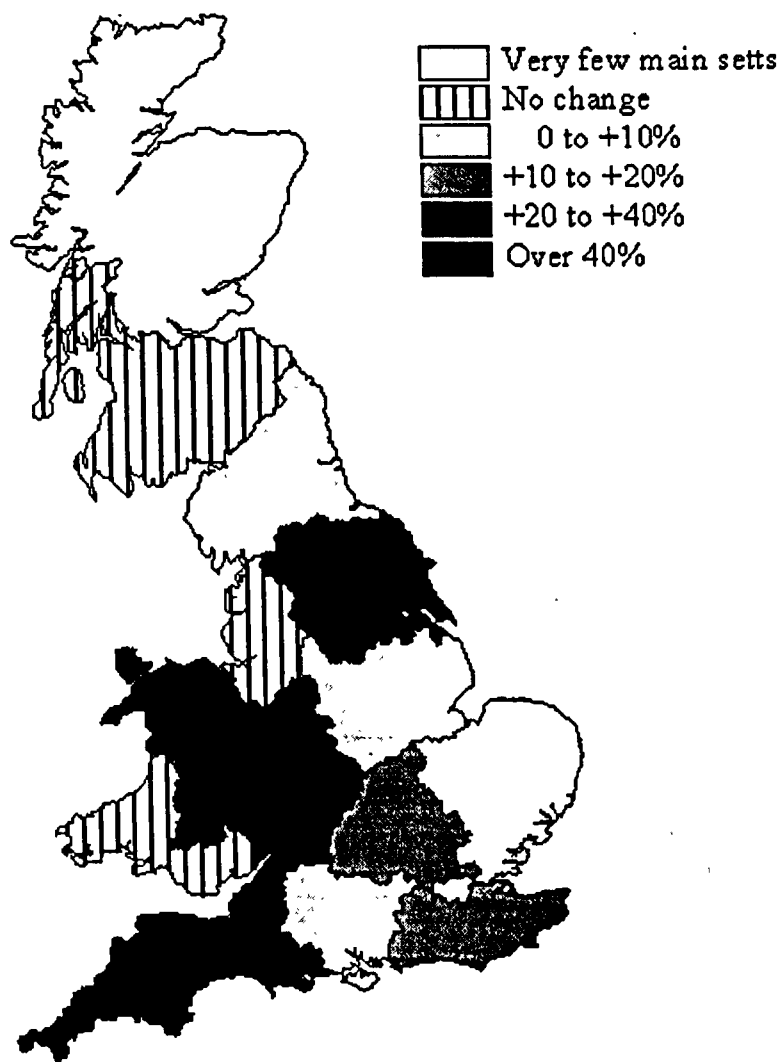 Very few main setts
No change
0 to +10%
+10 to +20%
+20 to +40%
Over 40%